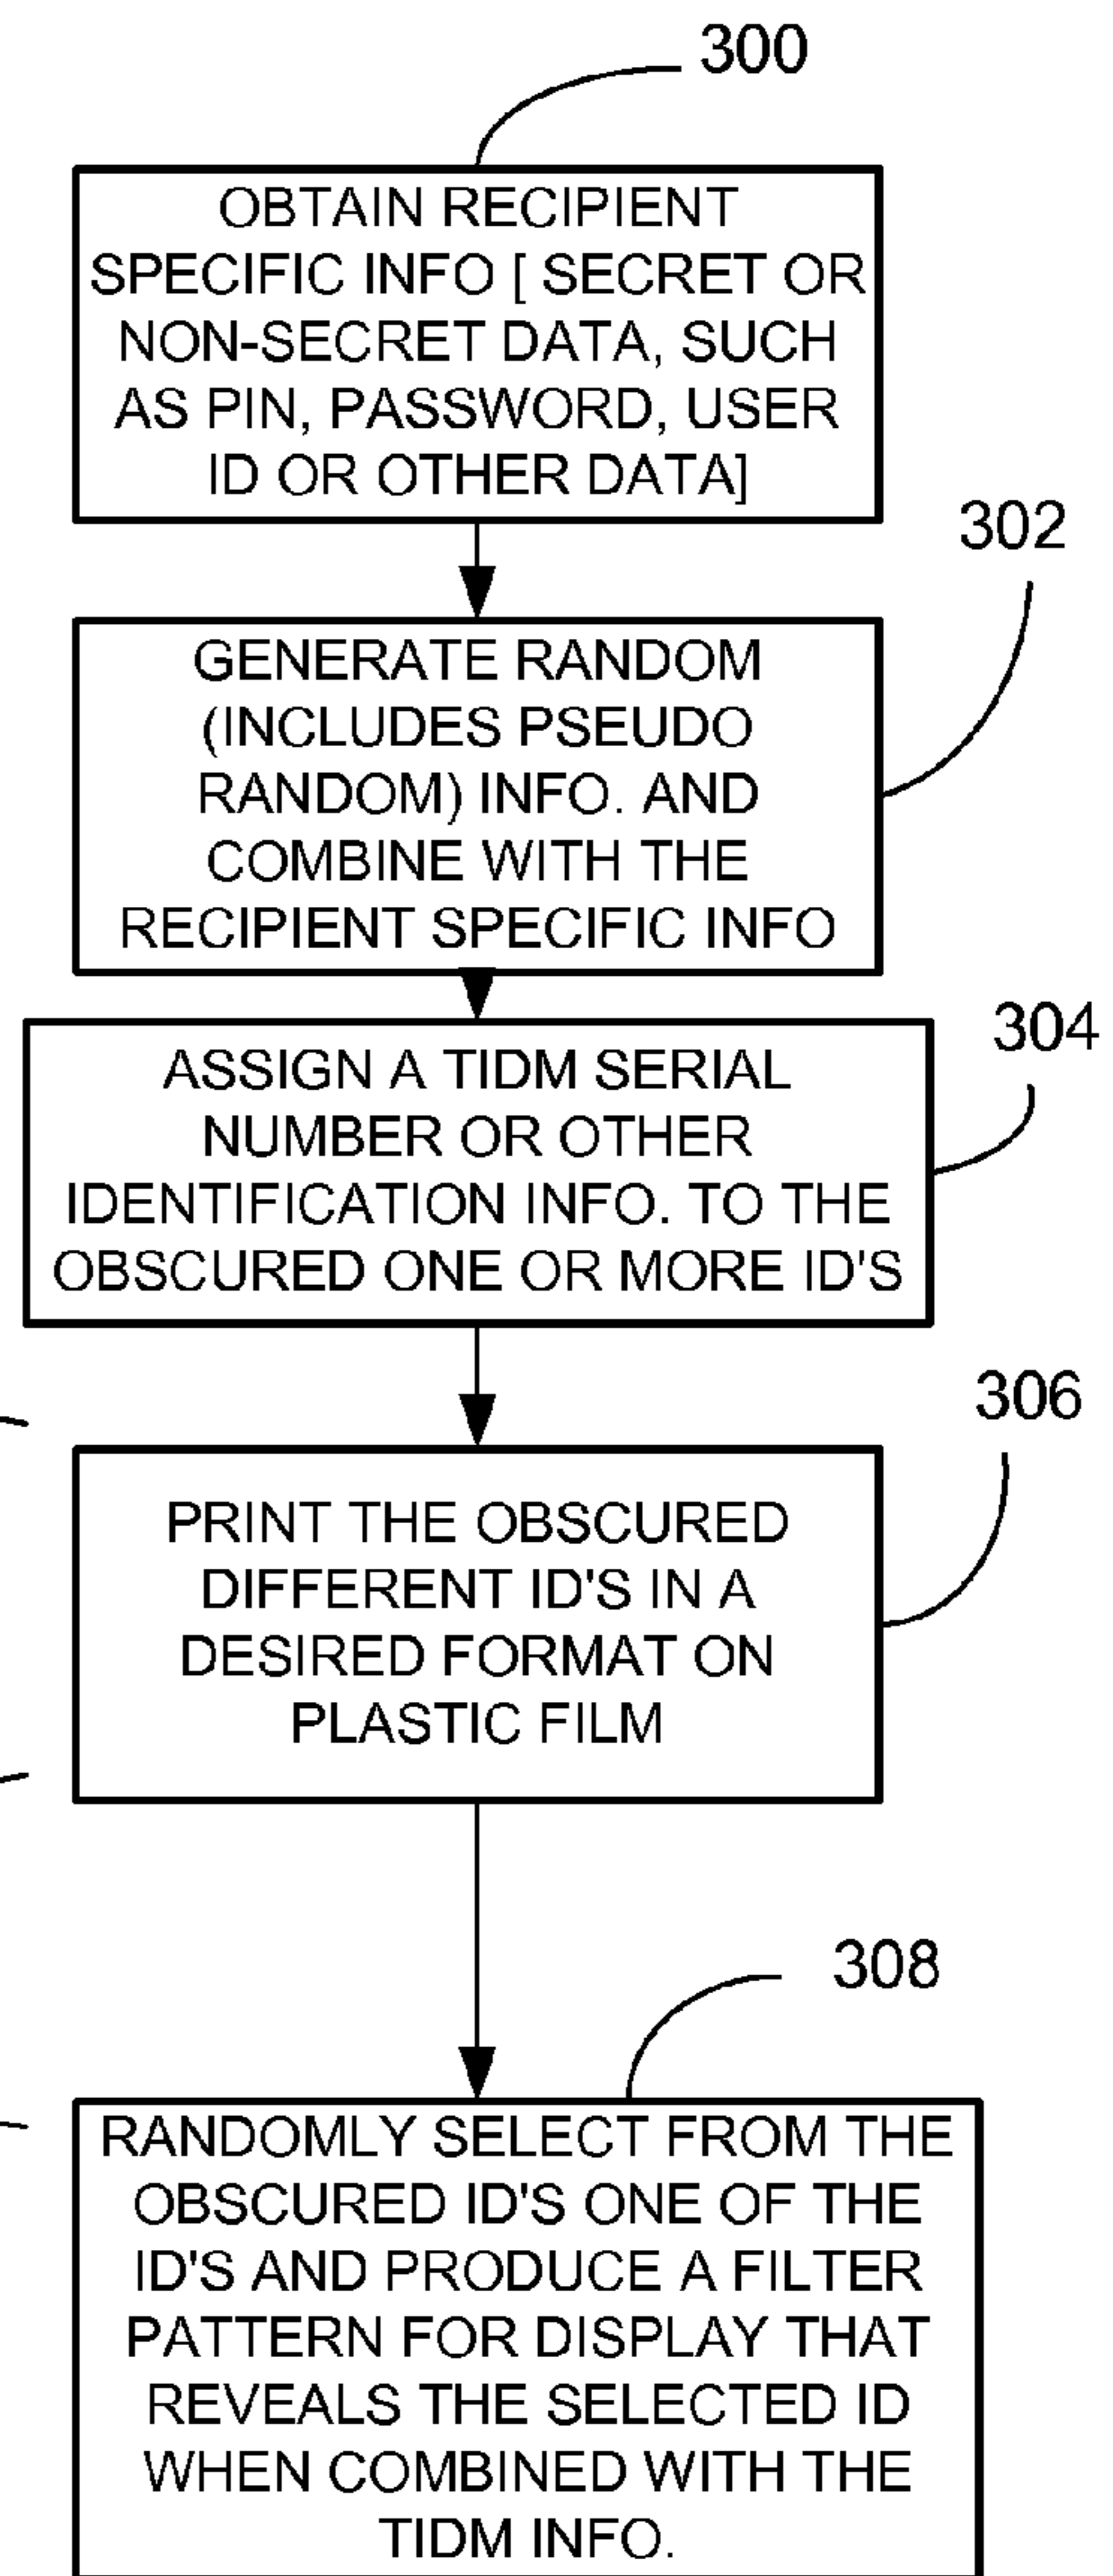 300
OBTAIN RECIPIENT
SPECIFIC INFO [ SECRET OR
NON-SECRET DATA, SUCH
AS PIN, PASSWORD, USER
ID OR OTHER DATA]
302
GENERATE RANDOM
(INCLUDES PSEUDO
RANDOM) INFO. AND
COMBINE WITH THE
RECIPIENT SPECIFIC INFO
304
ASSIGN A TIDM SERIAL
NUMBER OR OTHER
IDENTIFICATION INFO. TO THE
OBSCURED ONE OR MORE ID'S
306
PRINT THE OBSCURED
DIFFERENT ID'S IN A
DESIRED FORMAT ON
PLASTIC FILM
308
RANDOMLY SELECT FROM THE
OBSCURED ID'S ONE OF THE
ID'S AND PRODUCE A FILTER
PATTERN FOR DISPLAY THAT
REVEALS THE SELECTED ID
WHEN COMBINED WITH THE
TIDM INFO.